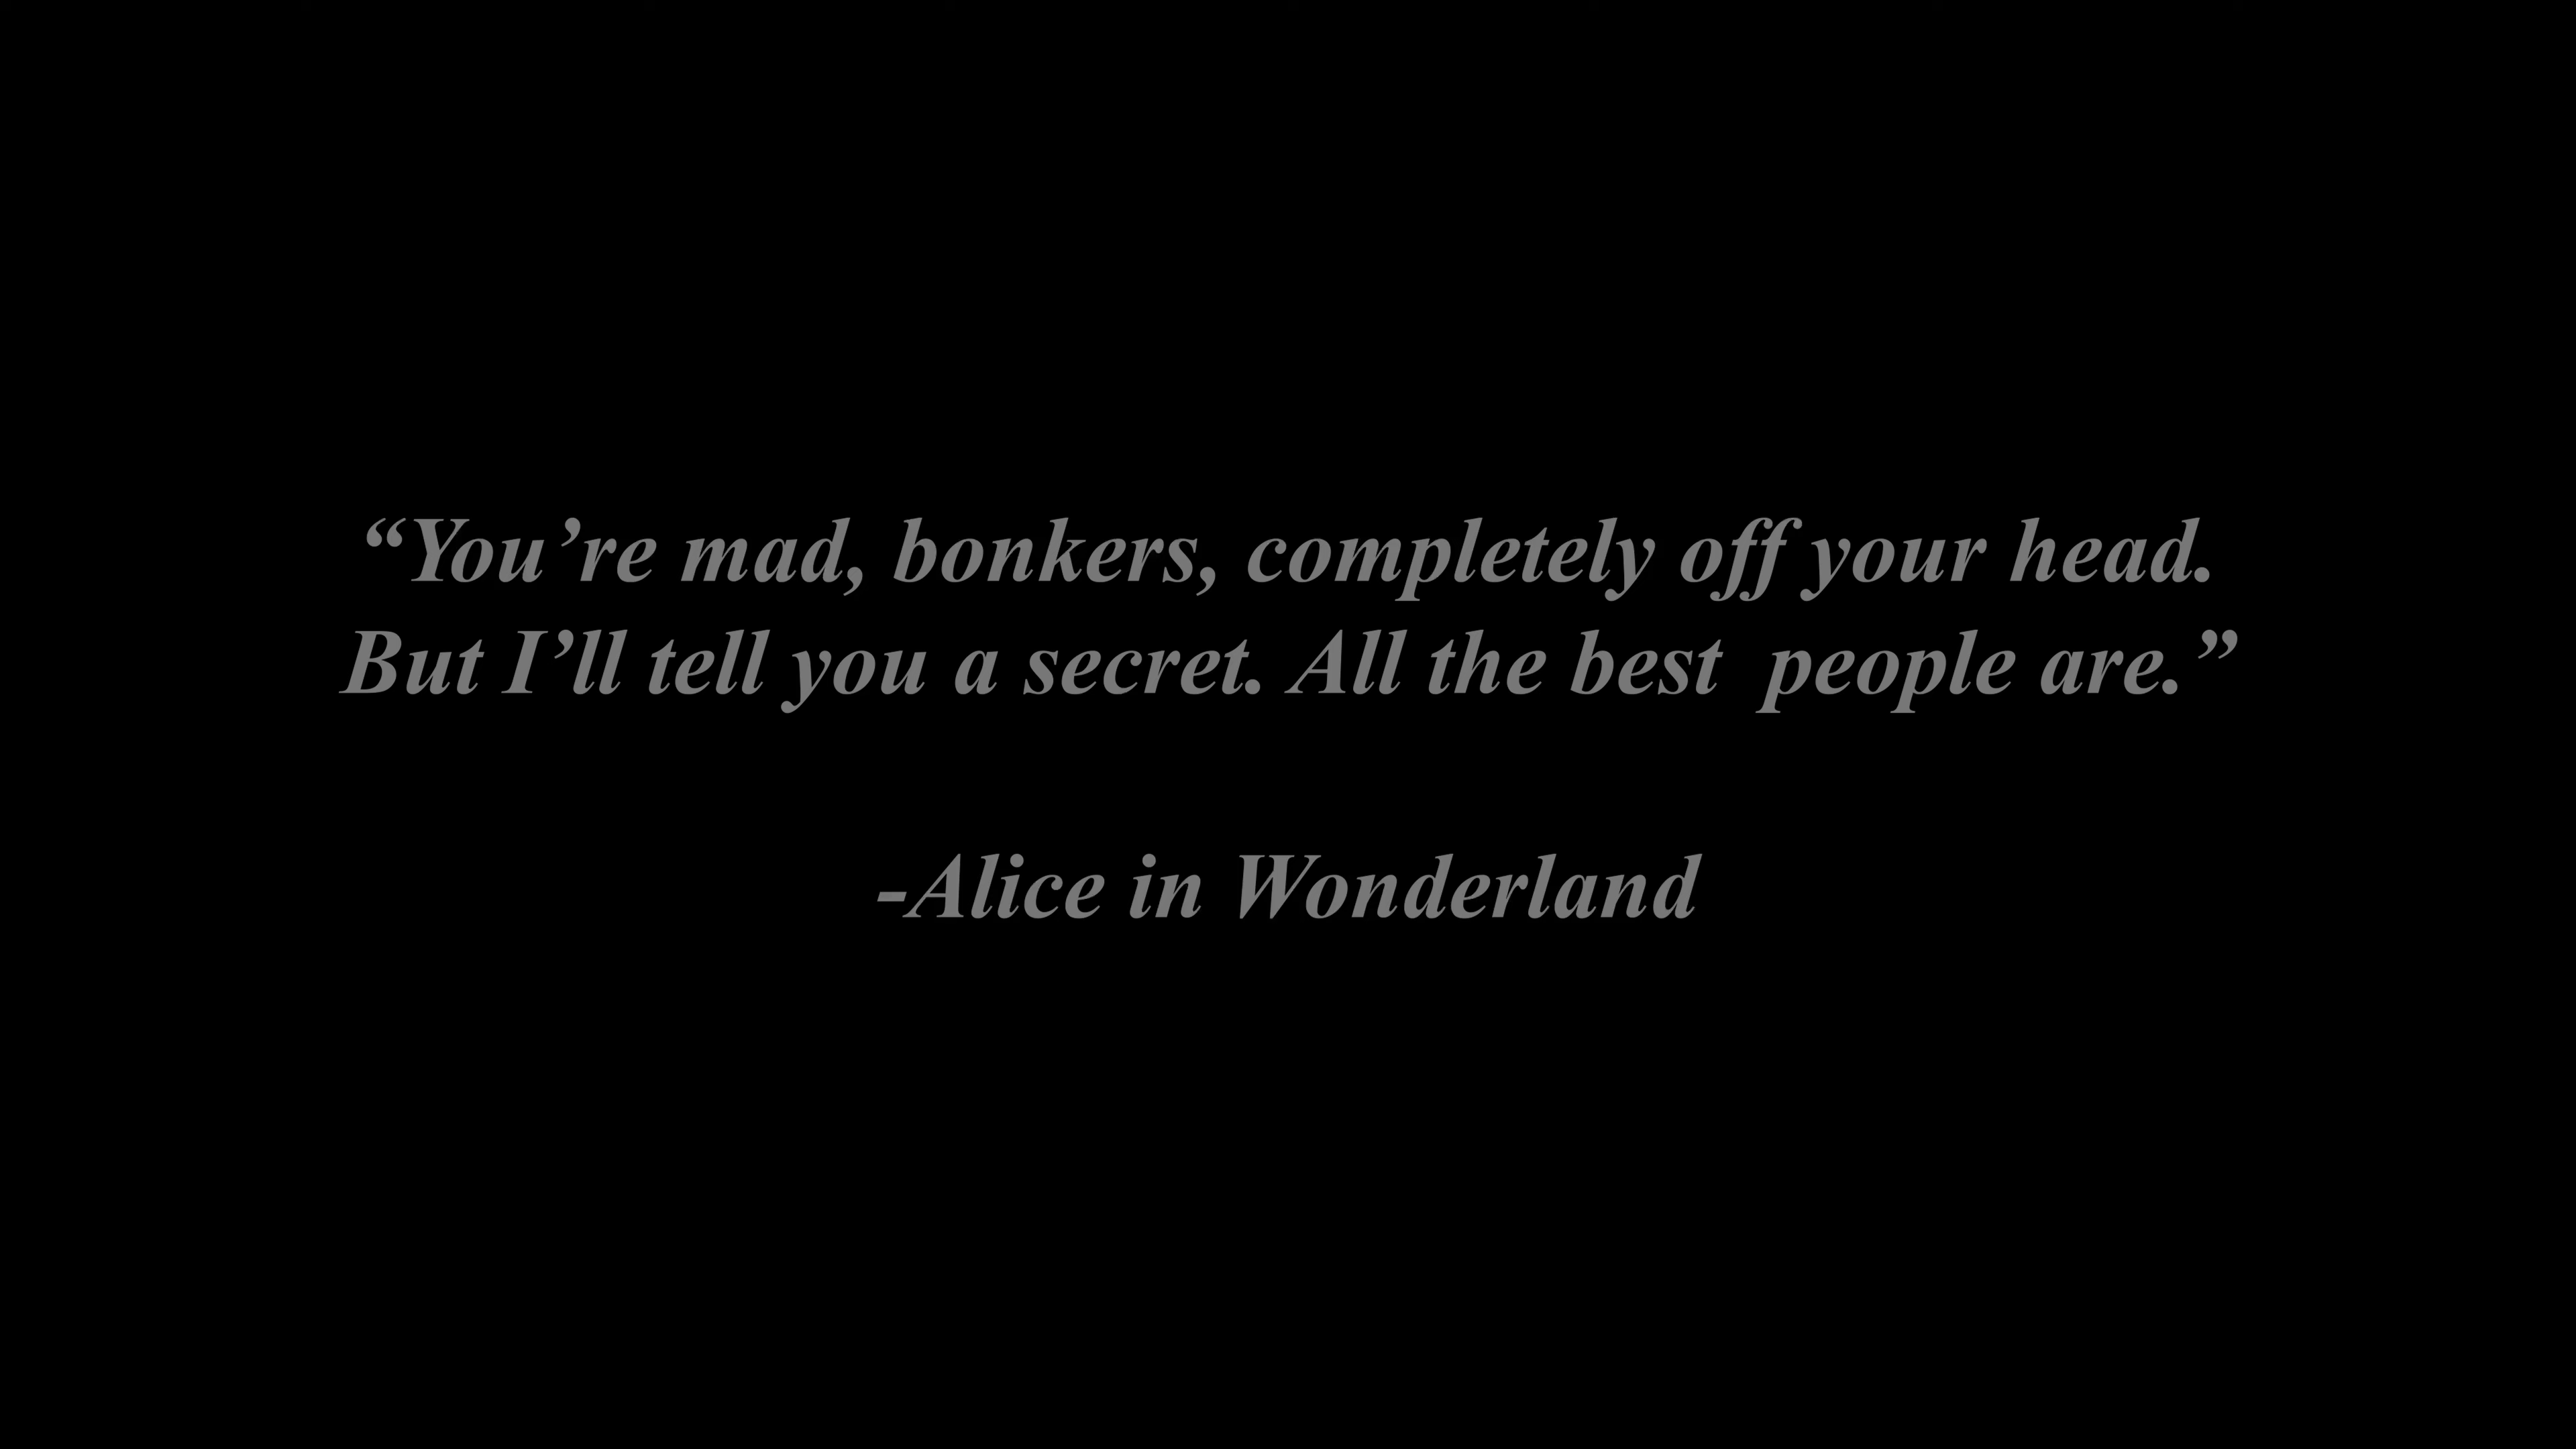 “You’re mad, bonkers, completely off your head.
But I’ll tell you a secret. All the best  people are.”
-Alice in Wonderland